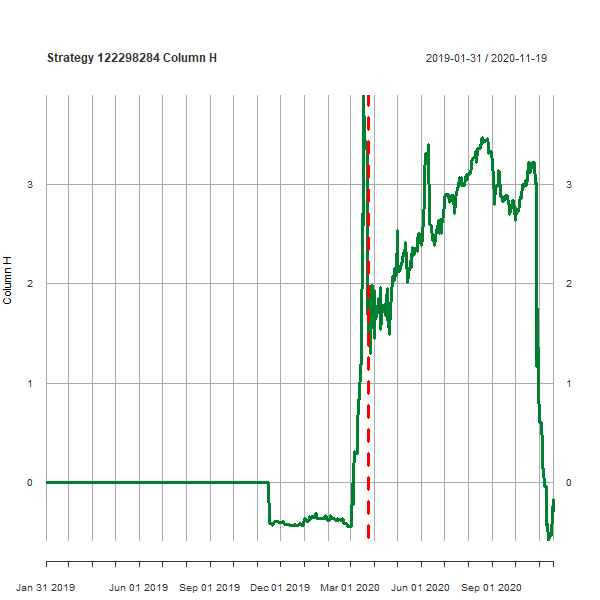 Strategy 122298284 Column H
2019-01-31 / 2020-11-19
Column H
3
2
1
0
3
2
1
0
Jan 31 2019
Jun 01 2019
Sep 01 2019
Dec 01 2019
Mar 01 2020
Jun 01 2020
Sep 01 2020